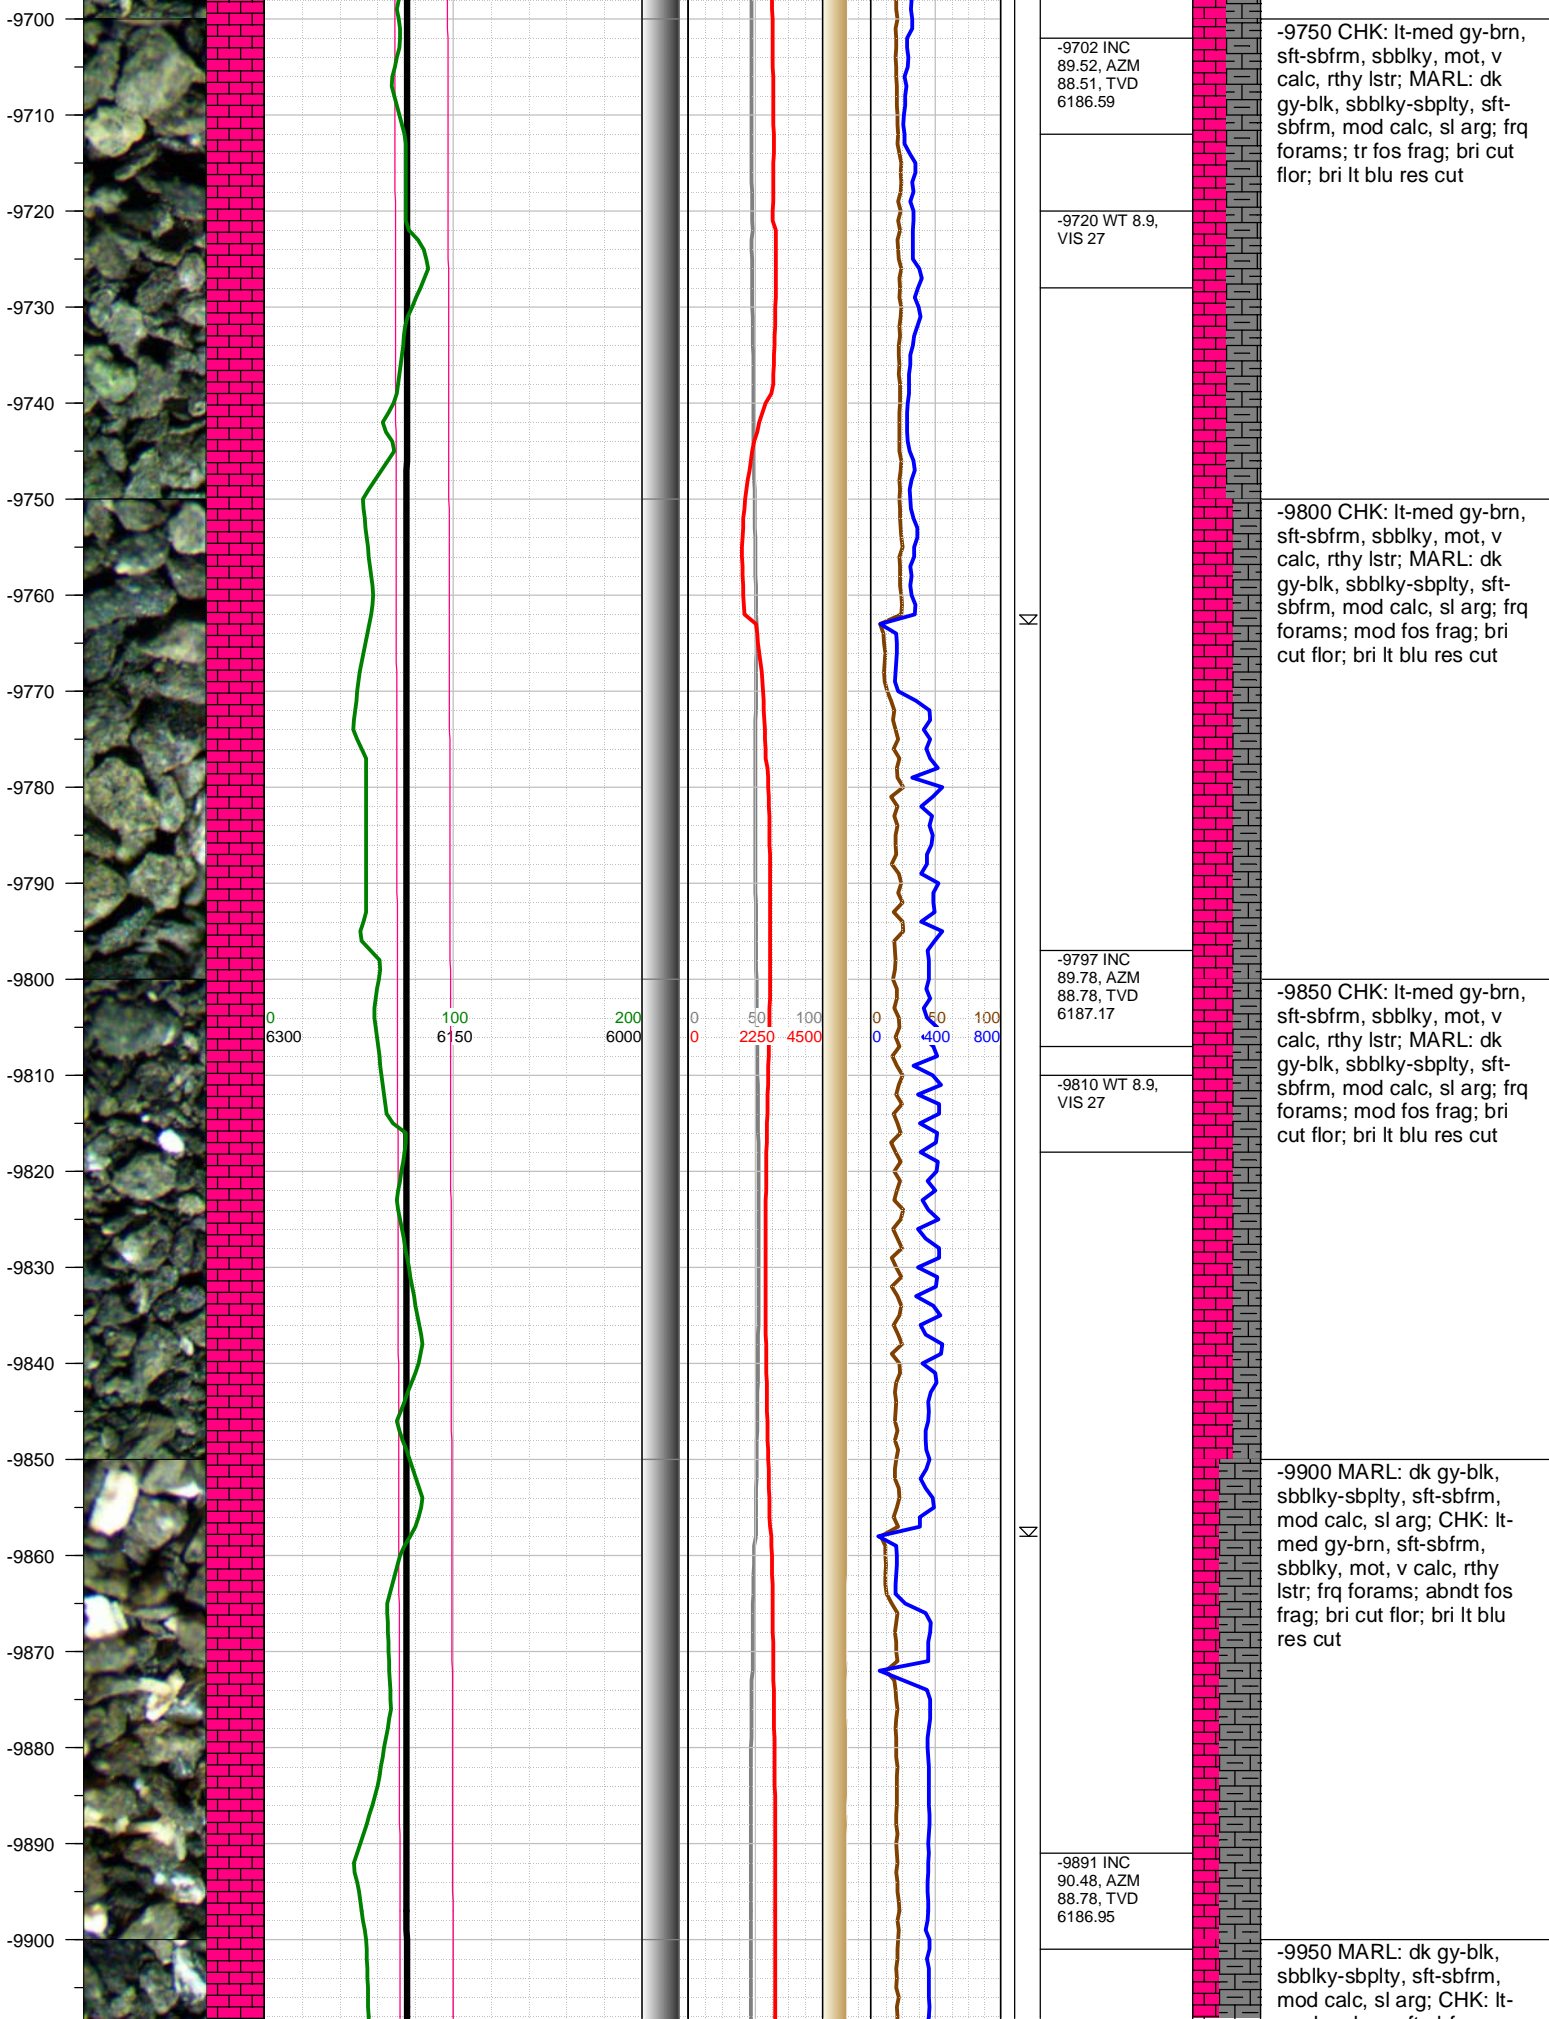 -9700
-9710
-9720
-9730
-9740
-9750
-9760
-9770
-9780
-9790
-9800
-9810
-9820
-9830
-9840
-9850
-9860
-9870
-9880
-9890
-9900
0 100 200
6300 6150 6000
0 50 100
0 2250 4500
0 50 100
0 400 800
-9702 INC
89.52, AZM
88.51, TVD
6186.59
-9720 WT 8.9,
VIS 27
-9797 INC
89.78, AZM
88.78, TVD
6187.17
-9810 WT 8.9,
VIS 27
-9891 INC
90.48, AZM
88.78, TVD
6186.95
-9750 CHK: lt-med gy-brn,
sft-sbfrm, sbblky, mot, v
calc, rthy lstr; MARL: dk
gy-blk, sbblky-sbplty, sft-
sbfrm, mod calc, sl arg; frq
forams; tr fos frag; bri cut
flor; bri lt blu res cut
-9800 CHK: lt-med gy-brn,
sft-sbfrm, sbblky, mot, v
calc, rthy lstr; MARL: dk
gy-blk, sbblky-sbplty, sft-
sbfrm, mod calc, sl arg; frq
forams; mod fos frag; bri
cut flor; bri lt blu res cut
-9850 CHK: lt-med gy-brn,
sft-sbfrm, sbblky, mot, v
calc, rthy lstr; MARL: dk
gy-blk, sbblky-sbplty, sft-
sbfrm, mod calc, sl arg; frq
forams; mod fos frag; bri
cut flor; bri lt blu res cut
-9900 MARL: dk gy-blk,
sbblky-sbplty, sft-sbfrm,
mod calc, sl arg; CHK: lt-
med gy-brn, sft-sbfrm,
sbblky, mot, v calc, rthy
lstr; frq forams; abndt fos
frag; bri cut flor; bri lt blu
res cut
-9950 MARL: dk gy-blk,
sbblky-sbplty, sft-sbfrm,
mod calc, sl arg; CHK: lt-